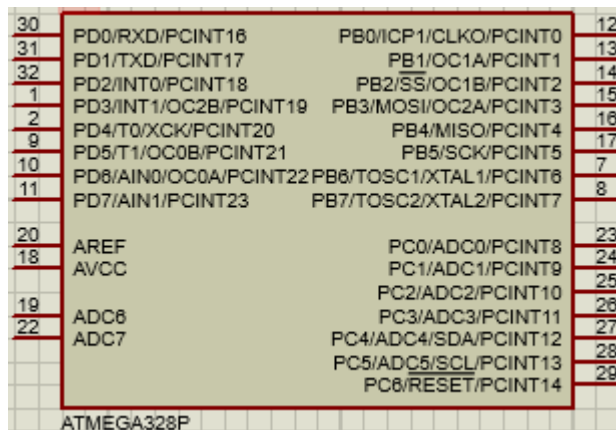 30 PD0/RXD/PCINT16 PB0/ICP1/CLKO/PCINT0 12
31 PD1/TXD/PCINT17 PB1/OC1A/PCINT1 13
32 PD2/INT0/PCINT18 PB2/SS/OC1B/PCINT2 14
1 PD3/INT1/OC2B/PCINT19 PB3/MOSI/OC2A/PCINT3 15
2 PD4/T0/XCK/PCINT20 PB4/MISO/PCINT4 16
9 PD5/T1/OC0B/PCINT21 PB5/SCK/PCINT5 17
10 PD6/AIN0/OC0A/PCINT22 PB6/TOSC1/XTAL1/PCINT6 7
11 PD7/AIN1/PCINT23 PB7/TOSC2/XTAL2/PCINT7 8
20 AREF PC0/ADC0/PCINT8 23
18 AVCC PC1/ADC1/PCINT9 24
PC2/ADC2/PCINT10 25
19 ADC6 PC3/ADC3/PCINT11 26
22 ADC7 PC4/ADC4/SDA/PCINT12 27
PC5/ADC5/SCL/PCINT13 28
PC6/RESET/PCINT14 29
ATMEGA328P